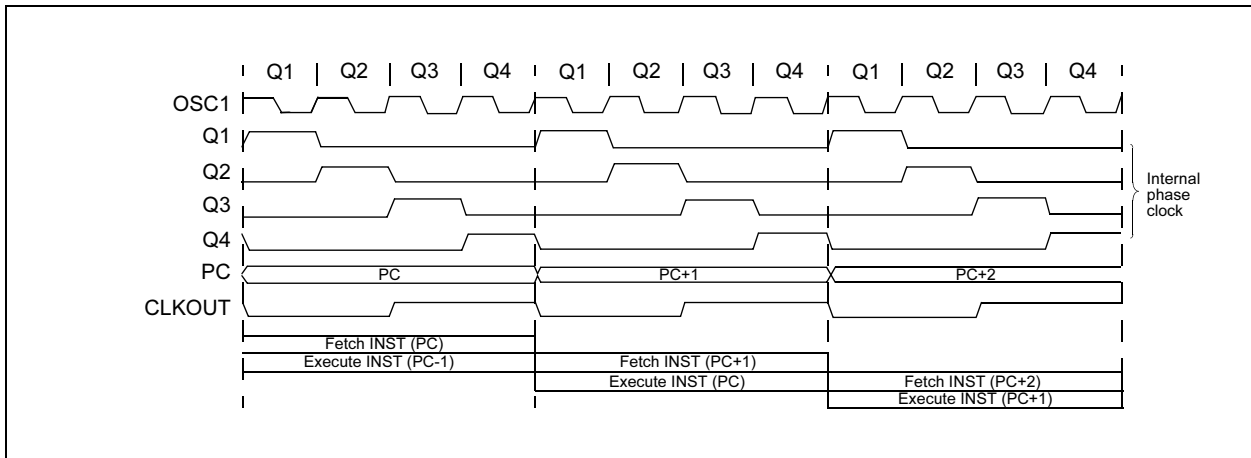 Q1 Q2 Q3 Q4 Q1 Q2 Q3 Q4 Q1 Q2 Q3 Q4
OSC1
Q1
Q2
Q3
Q4
Internal
phase
clock
PC PC PC+1 PC+2
CLKOUT
Fetch INST (PC)
Execute INST (PC-1) Fetch INST (PC+1)
Execute INST (PC) Fetch INST (PC+2)
Execute INST (PC+1)